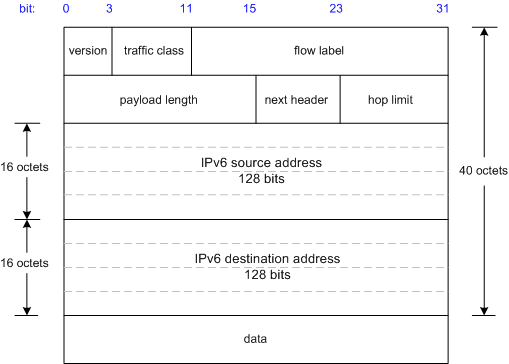 bit: 0 3 11 15 23 31
version traffic class flow label
payload length next header hop limit
16 octets
IPv6 source address
128 bits
40 octets
16 octets
IPv6 destination address
128 bits
data